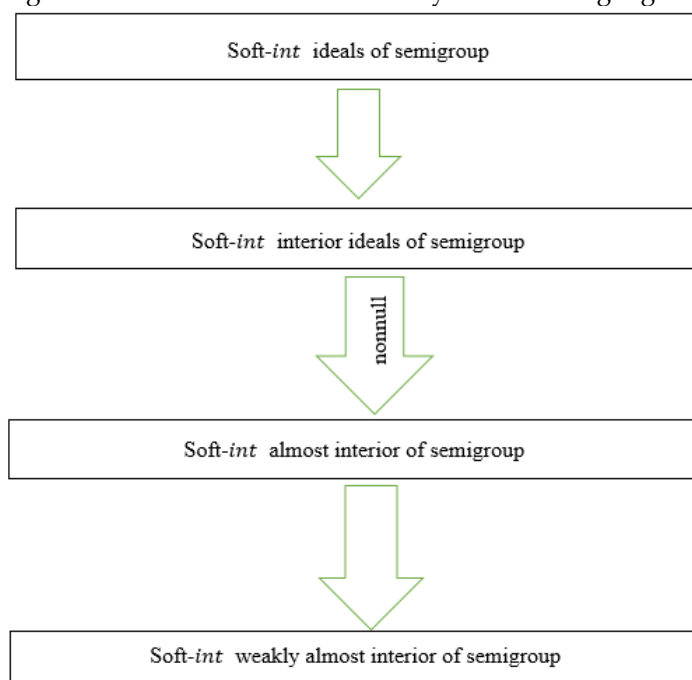 Soft-int ideals of semigroup
Soft-int interior ideals of semigroup
nonnull
Soft-int almost interior of semigroup
Soft-int weakly almost interior of semigroup